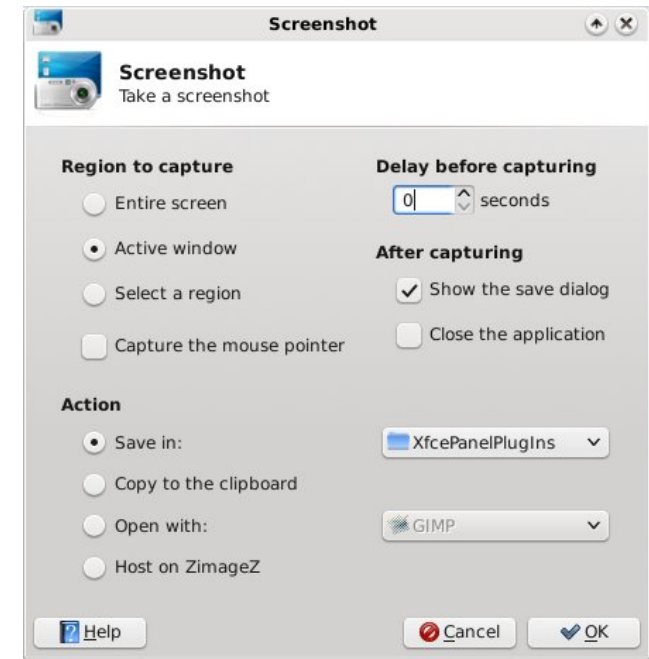 Screenshot
Screenshot
Take a screenshot
Region to capture
Entire screen
Active window
Select a region
Capture the mouse pointer
Delay before capturing
0 seconds
After capturing
Show the save dialog
Close the application
Action
Save in: XfcePanelPlugIns
Copy to the clipboard
Open with: GIMP
Host on ZimageZ
Help Cancel OK